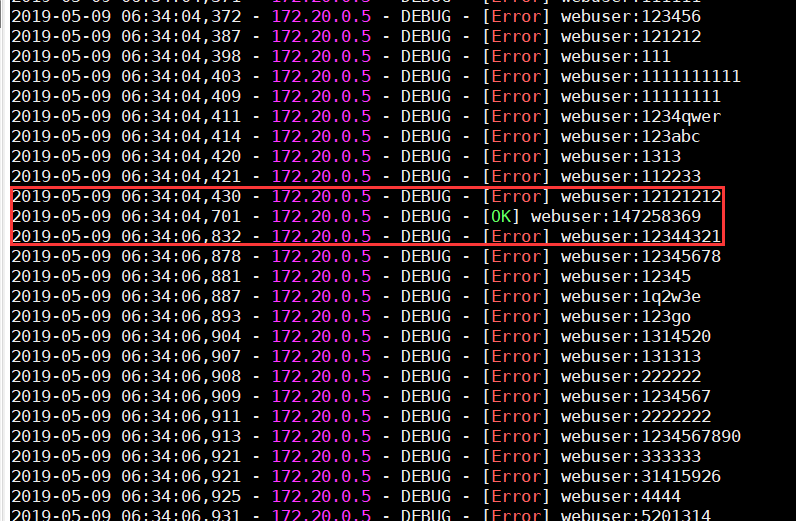 2019-05-09 06:34:04,372 - 172.20.0.5 - DEBUG - [Error] webuser:123456
2019-05-09 06:34:04,387 - 172.20.0.5 - DEBUG - [Error] webuser:121212
2019-05-09 06:34:04,398 - 172.20.0.5 - DEBUG - [Error] webuser:111
2019-05-09 06:34:04,403 - 172.20.0.5 - DEBUG - [Error] webuser:1111111111
2019-05-09 06:34:04,409 - 172.20.0.5 - DEBUG - [Error] webuser:11111111
2019-05-09 06:34:04,411 - 172.20.0.5 - DEBUG - [Error] webuser:1234qwer
2019-05-09 06:34:04,414 - 172.20.0.5 - DEBUG - [Error] webuser:123abc
2019-05-09 06:34:04,420 - 172.20.0.5 - DEBUG - [Error] webuser:1313
2019-05-09 06:34:04,421 - 172.20.0.5 - DEBUG - [Error] webuser:112233
2019-05-09 06:34:04,430 - 172.20.0.5 - DEBUG - [Error] webuser:12121212
2019-05-09 06:34:04,701 - 172.20.0.5 - DEBUG - [OK] webuser:147258369
2019-05-09 06:34:06,832 - 172.20.0.5 - DEBUG - [Error] webuser:12344321
2019-05-09 06:34:06,878 - 172.20.0.5 - DEBUG - [Error] webuser:12345678
2019-05-09 06:34:06,881 - 172.20.0.5 - DEBUG - [Error] webuser:12345
2019-05-09 06:34:06,887 - 172.20.0.5 - DEBUG - [Error] webuser:1q2w3e
2019-05-09 06:34:06,893 - 172.20.0.5 - DEBUG - [Error] webuser:123go
2019-05-09 06:34:06,904 - 172.20.0.5 - DEBUG - [Error] webuser:1314520
2019-05-09 06:34:06,907 - 172.20.0.5 - DEBUG - [Error] webuser:131313
2019-05-09 06:34:06,908 - 172.20.0.5 - DEBUG - [Error] webuser:222222
2019-05-09 06:34:06,909 - 172.20.0.5 - DEBUG - [Error] webuser:1234567
2019-05-09 06:34:06,911 - 172.20.0.5 - DEBUG - [Error] webuser:2222222
2019-05-09 06:34:06,913 - 172.20.0.5 - DEBUG - [Error] webuser:1234567890
2019-05-09 06:34:06,921 - 172.20.0.5 - DEBUG - [Error] webuser:333333
2019-05-09 06:34:06,921 - 172.20.0.5 - DEBUG - [Error] webuser:31415926
2019-05-09 06:34:06,925 - 172.20.0.5 - DEBUG - [Error] webuser:4444
2019-05-09 06:34:06,931 - 172.20.0.5 - DEBUG - [Error] webuser:5201314